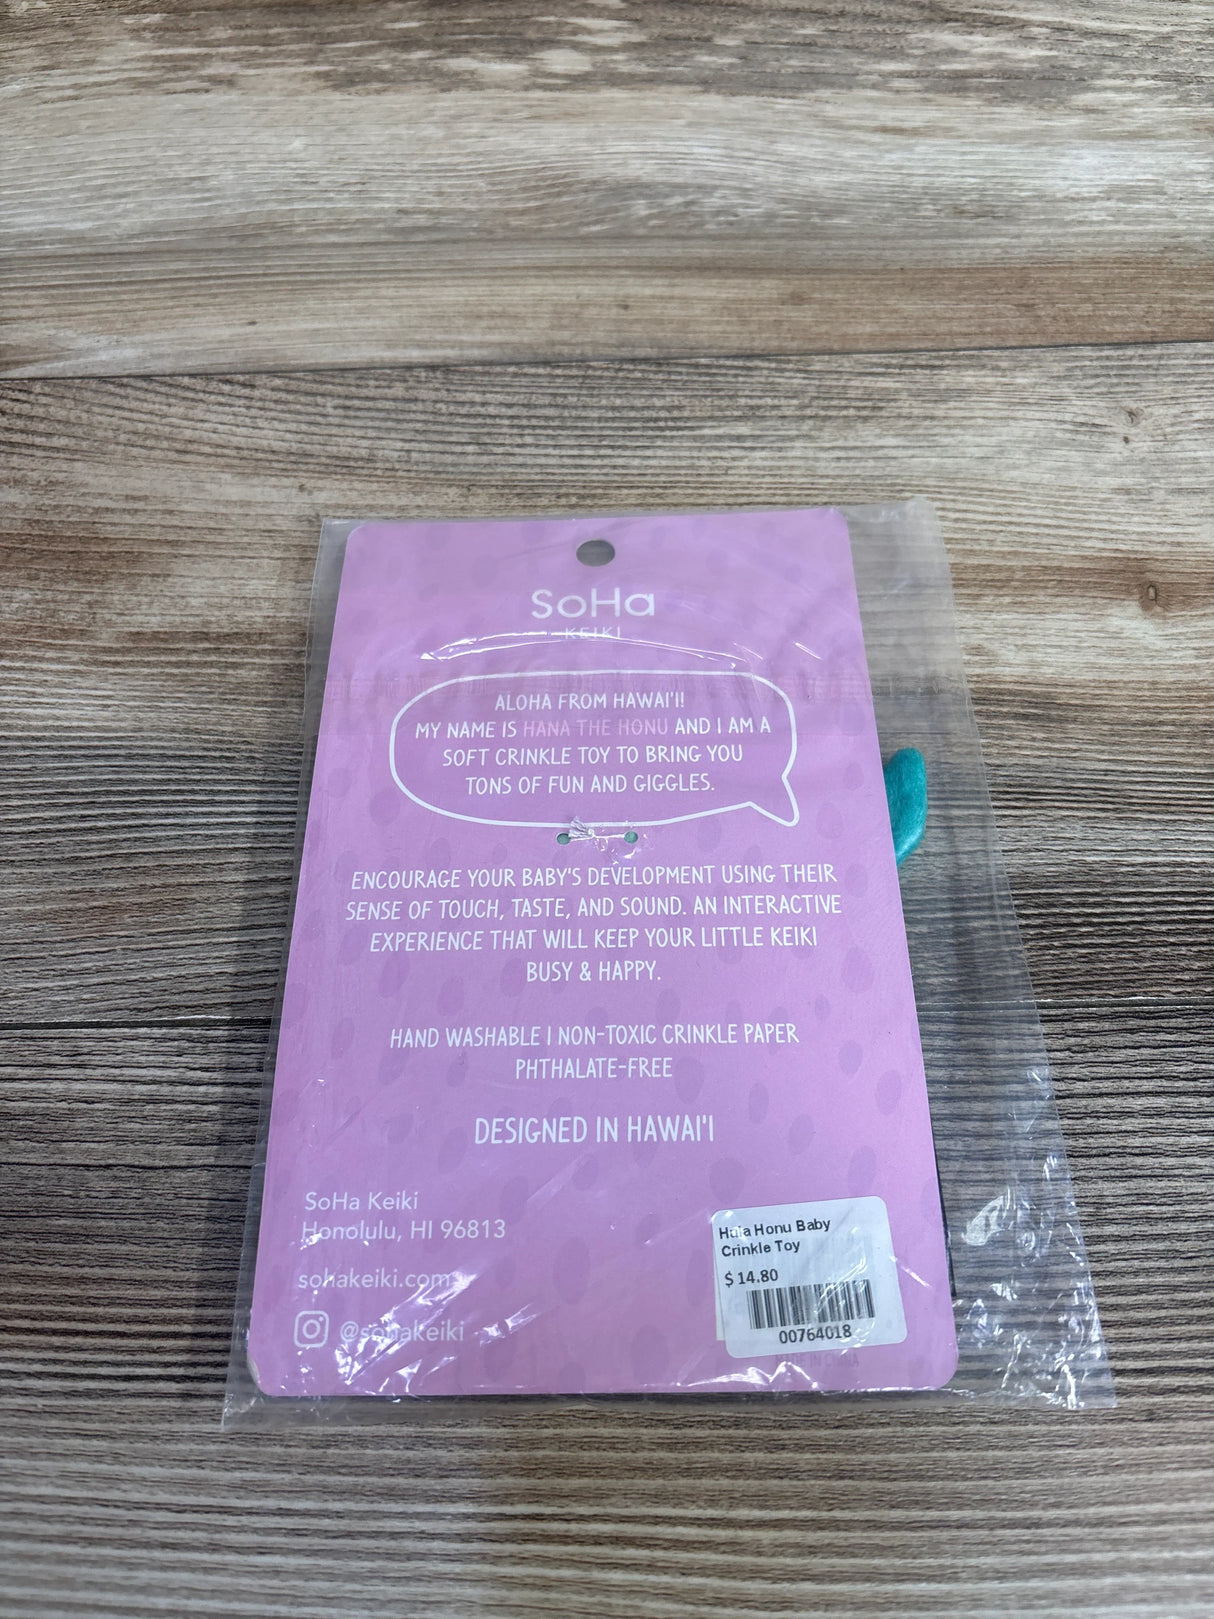 SoHa
KEIKI
ALOHA FROM HAWAI'I!
MY NAME IS HANA THE HONU AND I AM A
SOFT CRINKLE TOY TO BRING YOU
TONS OF FUN AND GIGGLES.
ENCOURAGE YOUR BABY'S DEVELOPMENT USING THEIR
SENSE OF TOUCH, TASTE, AND SOUND. AN INTERACTIVE
EXPERIENCE THAT WILL KEEP YOUR LITTLE KEIKI
BUSY & HAPPY.
HAND WASHABLE | NON-TOXIC CRINKLE PAPER
PHTHALATE-FREE
DESIGNED IN HAWAI'I
SoHa Keiki
Honolulu, HI 96813
sohakeiki.com
@sohakeiki
Honu Baby
Crinkle Toy
$ 14.80
00764018
IN CHINA